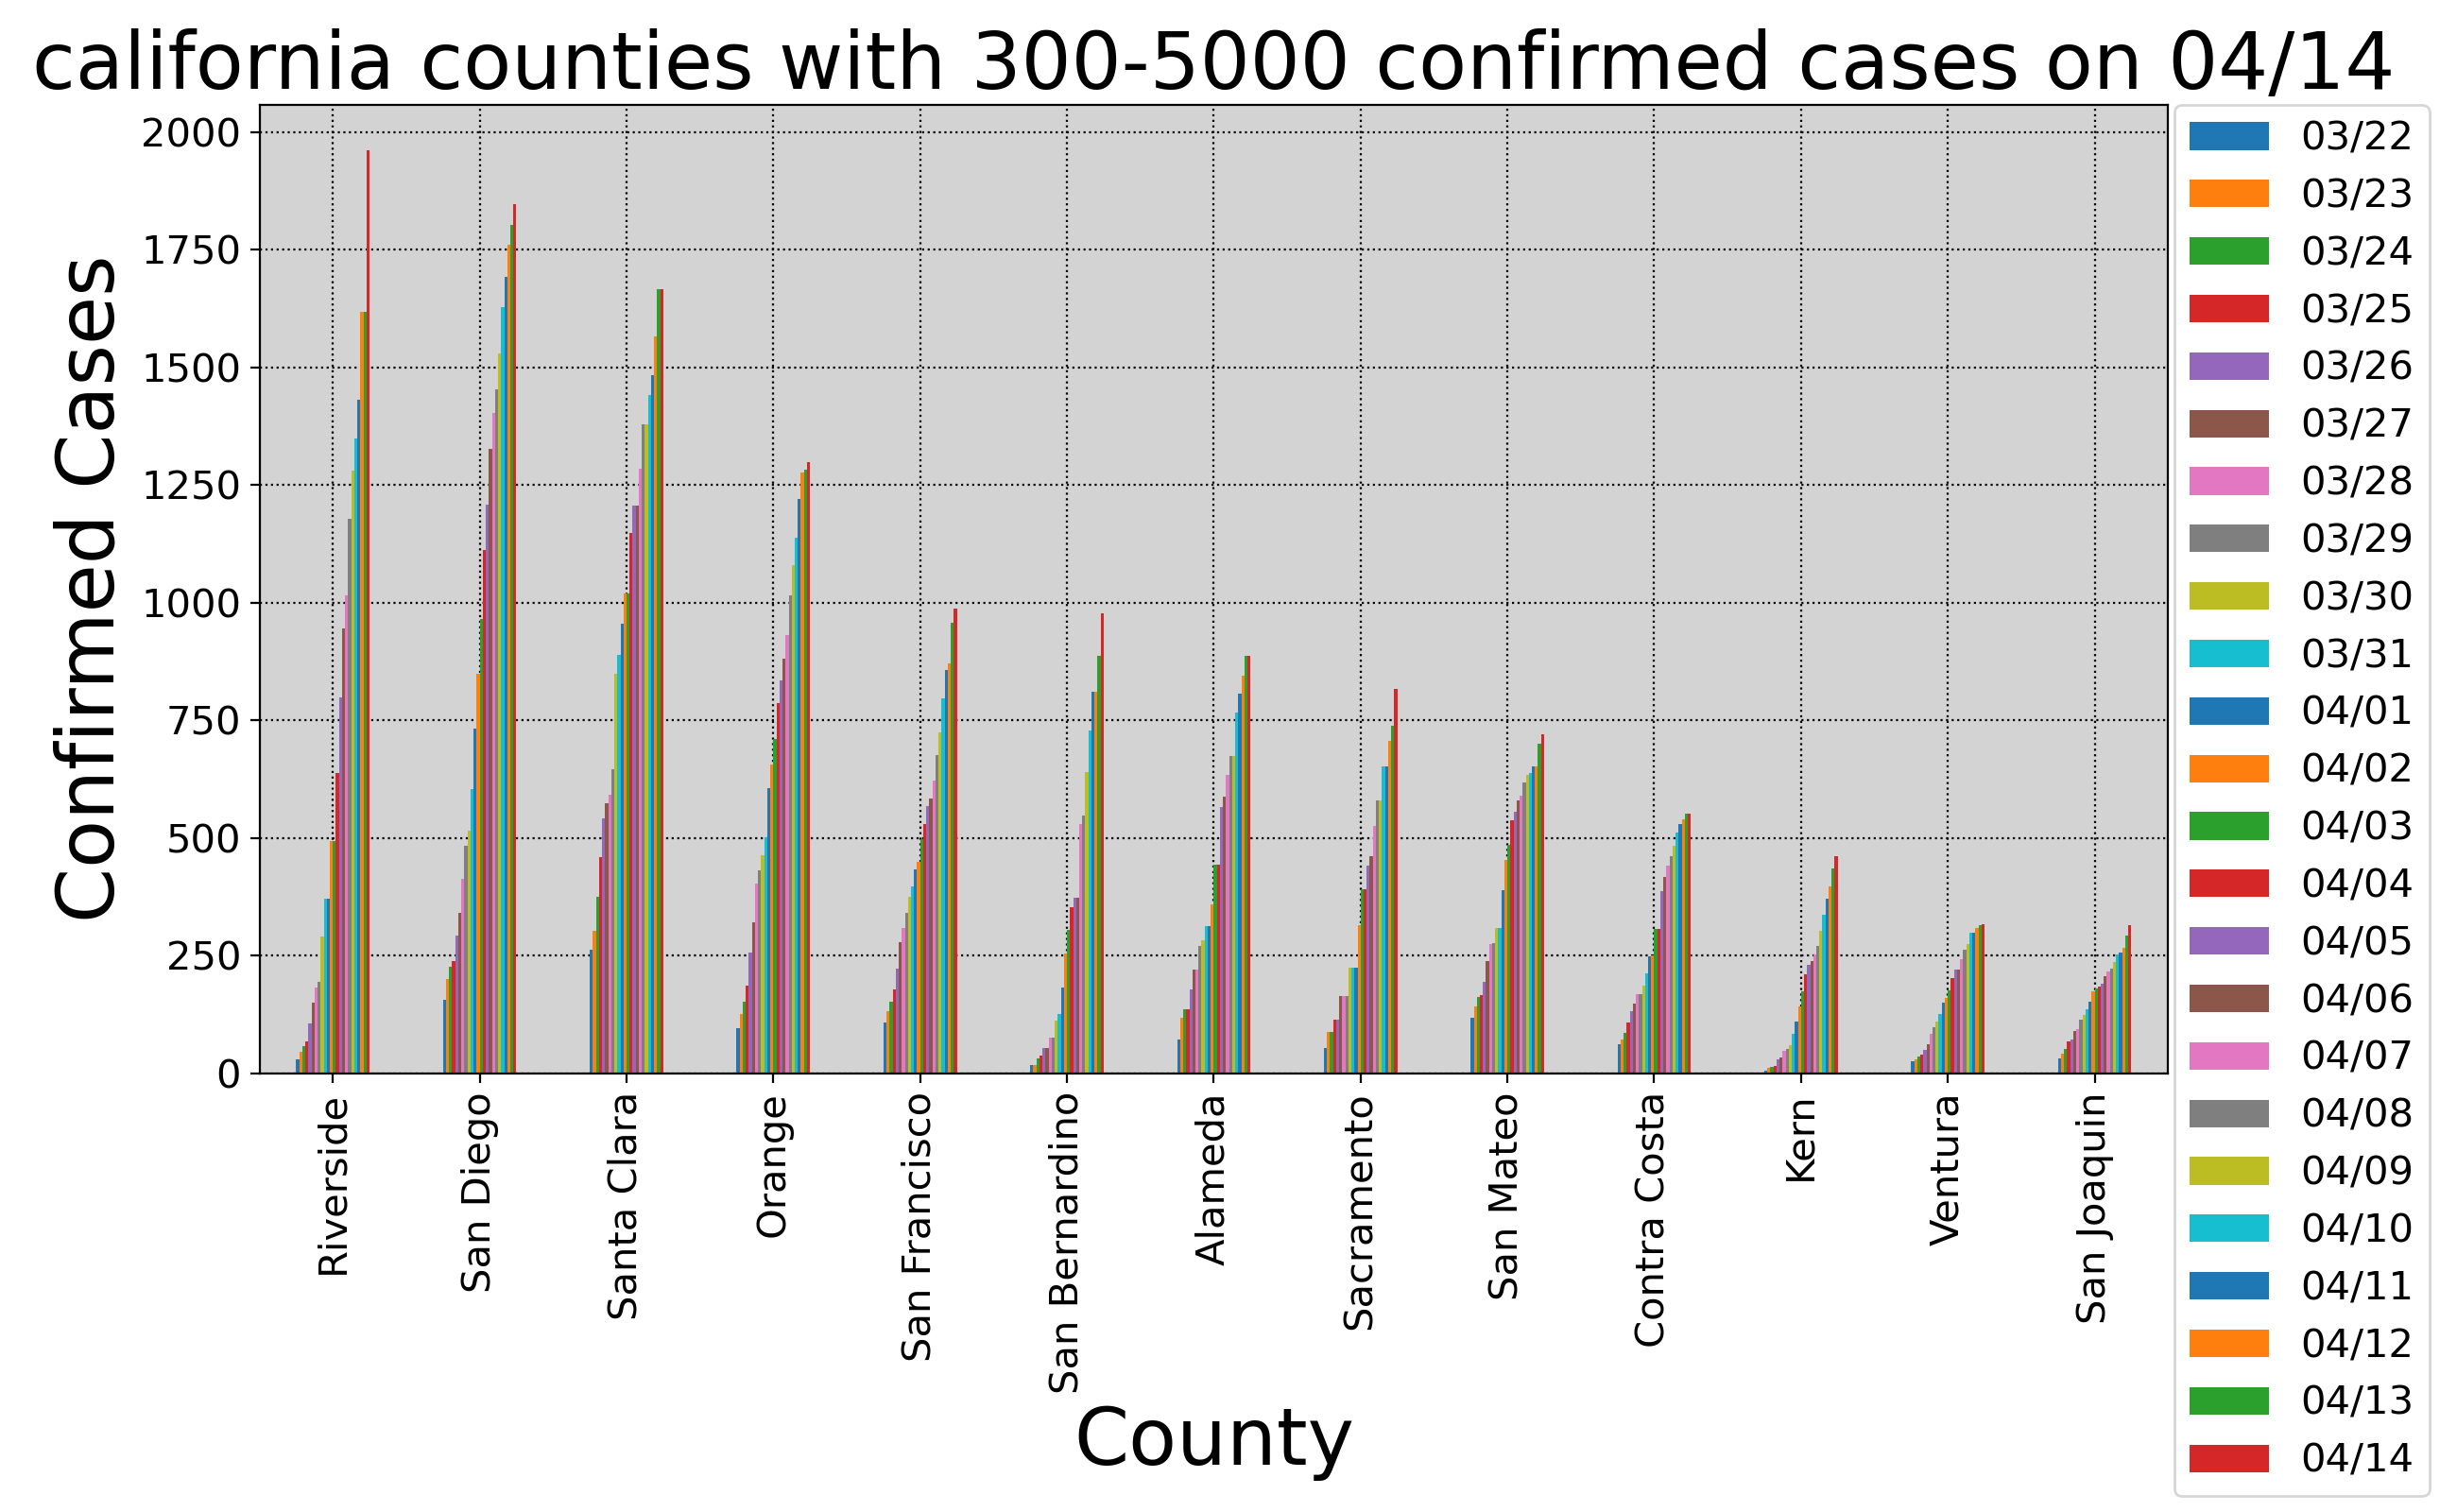 california counties with 300-5000 confirmed cases on 04/14
Confirmed Cases
2000
1750
1500
1250
1000
750
500
250
0
Riverside
San Diego
Santa Clara
Orange
San Francisco
San Bernardino
Alameda
Sacramento
San Mateo
Contra Costa
Kern
Ventura
San Joaquin
County
03/22
03/23
03/24
03/25
03/26
03/27
03/28
03/29
03/30
03/31
04/01
04/02
04/03
04/04
04/05
04/06
04/07
04/08
04/09
04/10
04/11
04/12
04/13
04/14